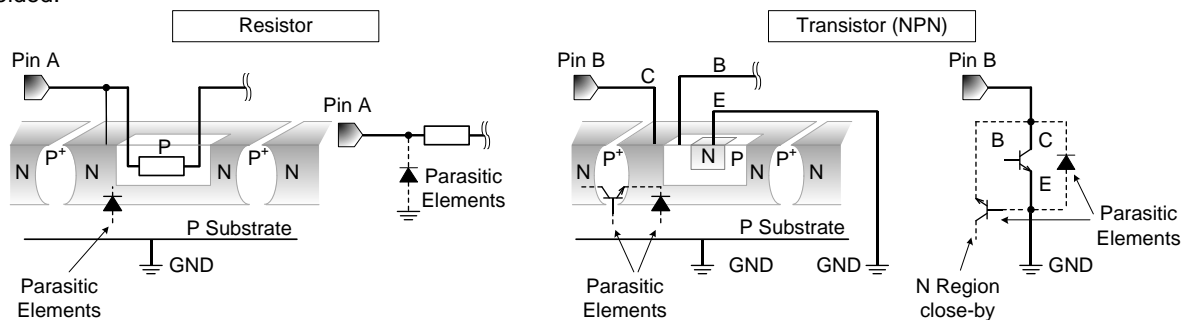 Resistor
Transistor (NPN)
Pin A
Pin A
N
P+
N
P
N
P+
N
Parasitic
Elements
P Substrate
GND
Parasitic
Elements
Pin B
C
B
E
N
P+
N
N
P
N
P+
N
P Substrate
GND
GND
Parasitic
Elements
Pin B
B
C
E
Parasitic
Elements
GND
N Region
close-by